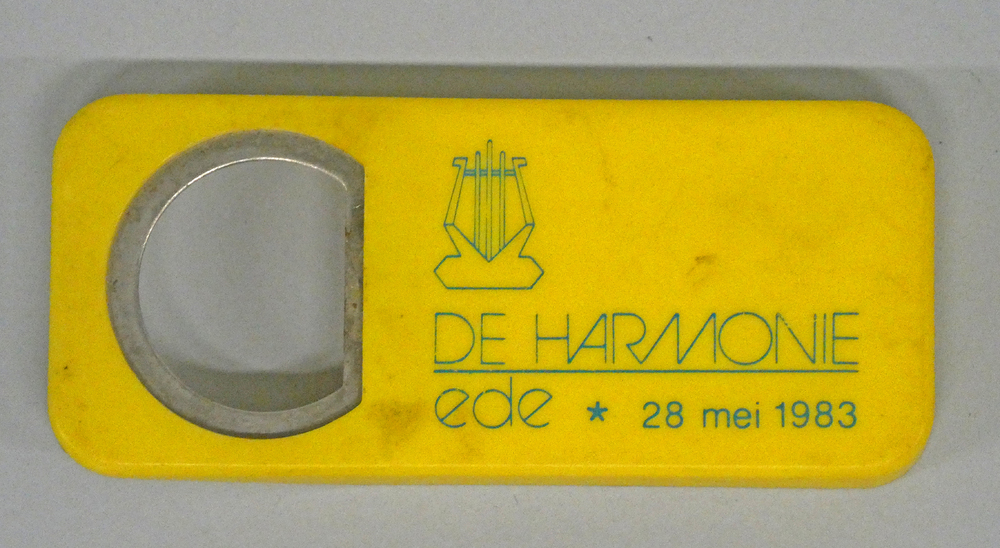 DE HARMONIE
ede * 28 mei 1983